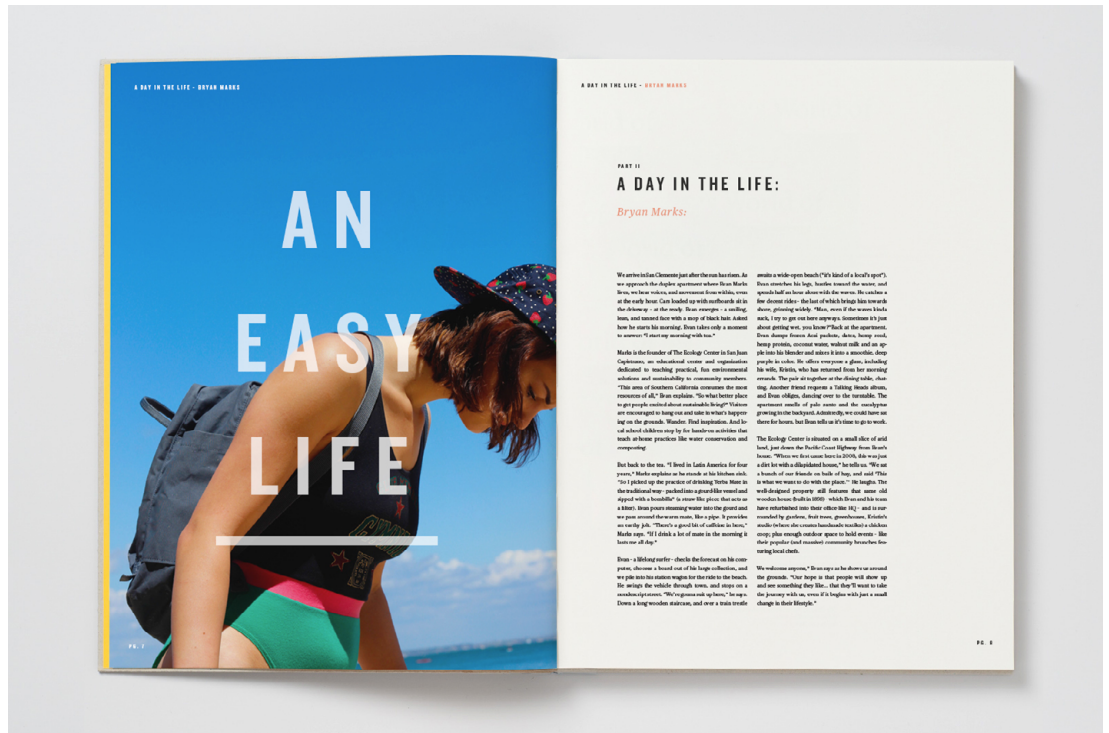 A DAY IN THE LIFE - BRYAN MARKS
AN
EASY
LIFE
PG. 7
A DAY IN THE LIFE - BRYAN MARKS
PART II
A DAY IN THE LIFE:
Bryan Marks:
We arrive in San Clemente just after the sun has risen. As
we approach the duplex apartment where Evan Marks
lives, we hear voices, and movement from within, even
at the early hour. Cars loaded up with surfboards sit in
the driveway - at the ready. Evan emerges - a smiling,
lean, and tanned face with a mop of black hair. Asked
how he starts his morning. Evan takes only a moment
to answer: "I start my morning with tea."
Marks is the founder of The Ecology Center in San Juan
Capistrano, an educational center and organization
dedicated to teaching practical, fun environmental
solutions and sustainability to community members.
"This area of Southern California consumes the most
resources of all," Evan explains. "So what better place
to get people excited about sustainable living?" Visitors
are encouraged to hang out and take in what's happen-
ing on the grounds. Wander. Find inspiration. And lo-
cal school children stop by for hands-on activities that
teach at-home practices like water conservation and
composting.
But back to the tea. "I lived in Latin America for four
years," Marks explains as he stands at his kitchen sink.
"So I picked up the practice of drinking Yerba Mate in
the traditional way - packed into a gourd-like vessel and
sipped with a bombilla" (a straw like piece that acts as
a filter). Evan pours steaming water into the gourd and
we pass around the warm mate, like a pipe. It provides
an earthy jolt. "There's a good bit of caffeine in here,"
Marks says. "If I drink a lot of mate in the morning it
lasts me all day."
Evan - a lifelong surfer - checks the forecast on his com-
puter, chooses a board out of his large collection, and
we pile into his station wagon for the ride to the beach.
He swings the vehicle through town, and stops on a
nondescript street. "We're gonna suit up here," he says.
Down a long wooden staircase, and over a train trestle
awaits a wide-open beach ("it's kind of a local's spot").
Evan stretches his legs, hustles toward the water, and
spends half an hour alone with the waves. He catches a
few decent rides - the last of which brings him towards
shore, grinning widely. "Man, even if the waves kinda
suck, I try to get out here anyways. Sometimes it's just
about getting wet, you know?" Back at the apartment,
Evan dumps frozen Acai packets, dates, hemp seed,
hemp protein, coconut water, walnut milk and an ap-
ple into his blender and mixes it into a smoothie, deep
purple in color. He offers everyone a glass, including
his wife, Kristin, who has returned from her morning
errands. The pair sit together at the dining table, chat-
ting. Another friend requests a Talking Heads album,
and Evan obliges, dancing over to the turntable. The
apartment smells of palo santo and the eucalyptus
growing in the backyard. Admittedly, we could have sat
there for hours, but Evan tells us it's time to go to work.
The Ecology Center is situated on a small slice of arid
land, just down the Pacific Coast Highway from Evan's
house. "When we first came here in 2008, this was just
a dirt lot with a dilapidated house," he tells us. "We sat
a bunch of our friends on bails of hay, and said 'This
is what we want to do with the place.'" He laughs. The
well-designed property still features that same old
wooden house (built in 1898) - which Evan and his team
have refurbished into their office-like HQ - and is sur-
rounded by gardens, fruit trees, greenhouses, Kristin's
studio (where she creates handmade textiles) a chicken
coop; plus enough outdoor space to hold events - like
their popular (and massive) community brunches fea-
turing local chefs.
We welcome anyone," Evan says as he shows us around
the grounds. "Our hope is that people will show up
and see something they like... that they'll want to take
the journey with us, even if it begins with just a small
change in their lifestyle."
PG. 8